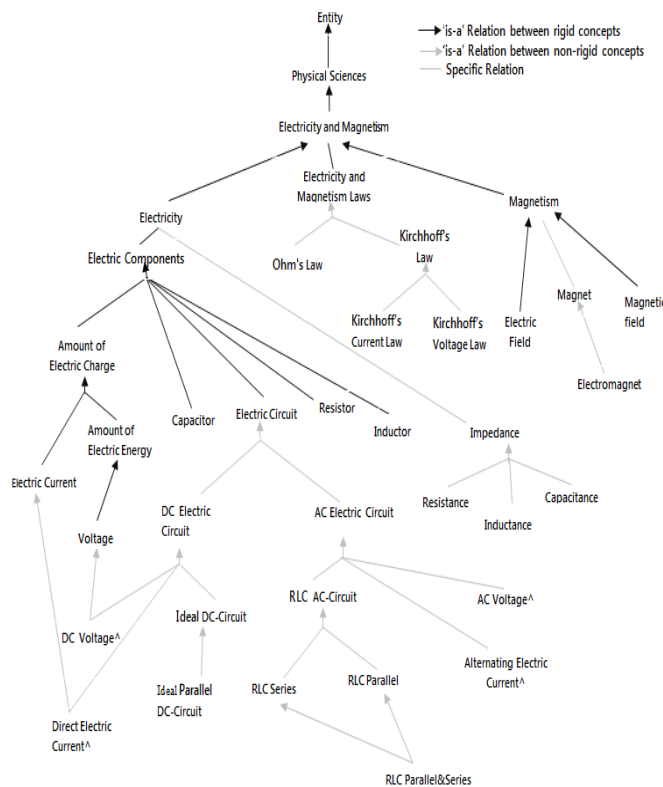 Entity
'is-a' Relation between rigid concepts
'is-a' Relation between non-rigid concepts
Specific Relation
Physical Sciences
Electricity and Magnetism
Electricity and
Magnetism Laws
Magnetism
Electricity
Kirchhoff's
Law
Electric Components
Ohm's Law
Magnet
Magnetic
field
Kirchhoff's
Current Law
Kirchhoff's
Voltage Law
Electric
Field
Amount of
Electric Charge
Electromagnet
Capacitor
Electric Circuit
Resistor
Inductor
Amount of
Electric Energy
Impedance
Electric Current
Resistance
Inductance
Capacitance
DC Electric
Circuit
AC Electric Circuit
Voltage
RLC AC-Circuit
AC Voltage^
DC Voltage^
Ideal DC-Circuit
Alternating Electric
Current^
Ideal Parallel
DC-Circuit
RLC Series
RLC Parallel
Direct Electric
Current^
RLC Parallel&Series